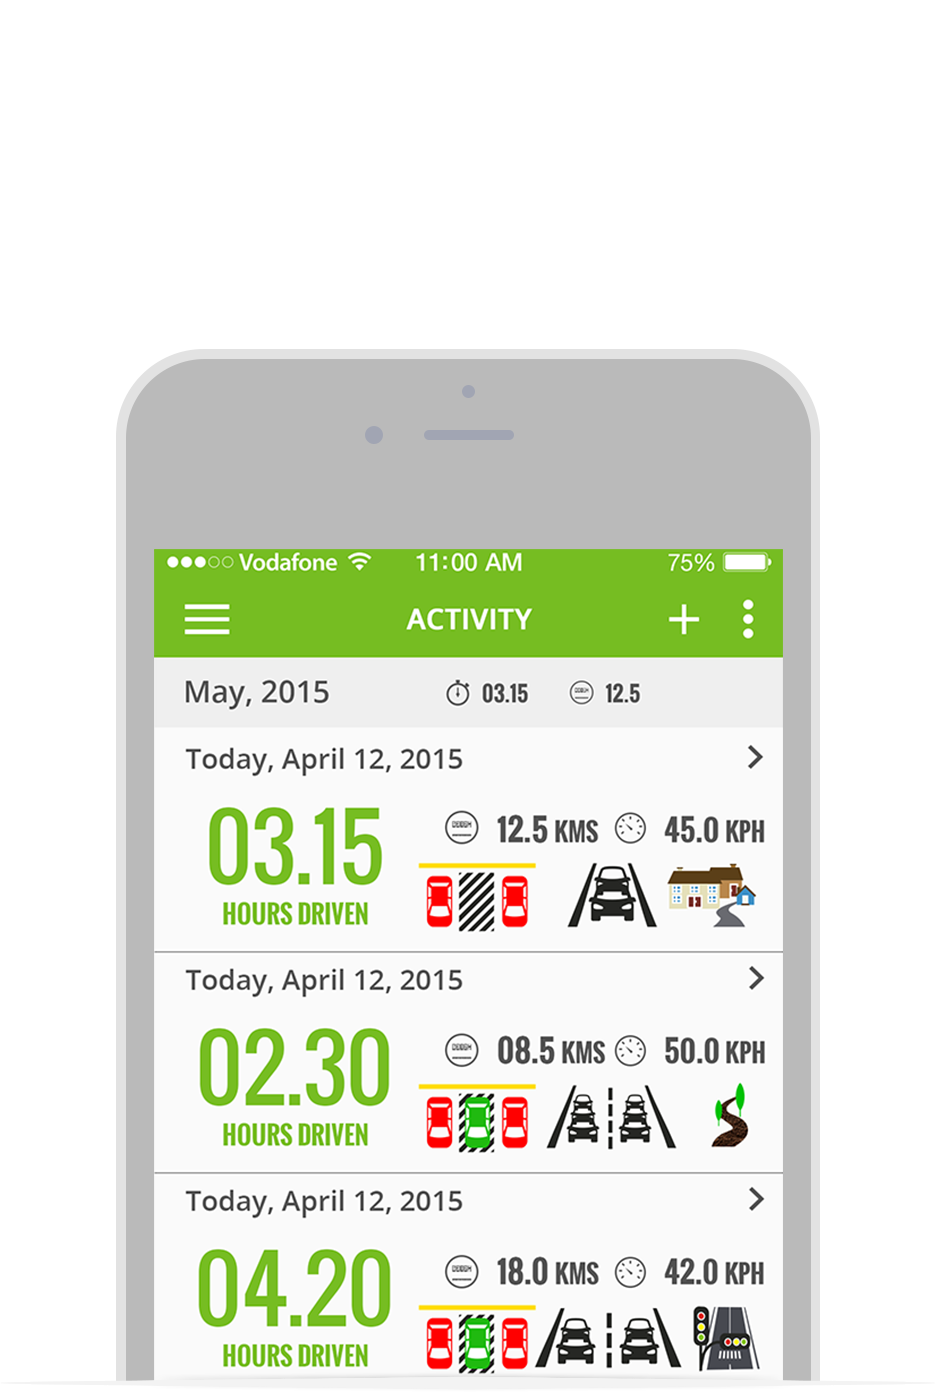 Vodafone 11:00 AM 75%
ACTIVITY
May, 2015 03.15 12.5
Today, April 12, 2015
03.15 12.5 KMS 45.0 KPH
HOURS DRIVEN
Today, April 12, 2015
02.30 08.5 KMS 50.0 KPH
HOURS DRIVEN
Today, April 12, 2015
04.20 18.0 KMS 42.0 KPH
HOURS DRIVEN